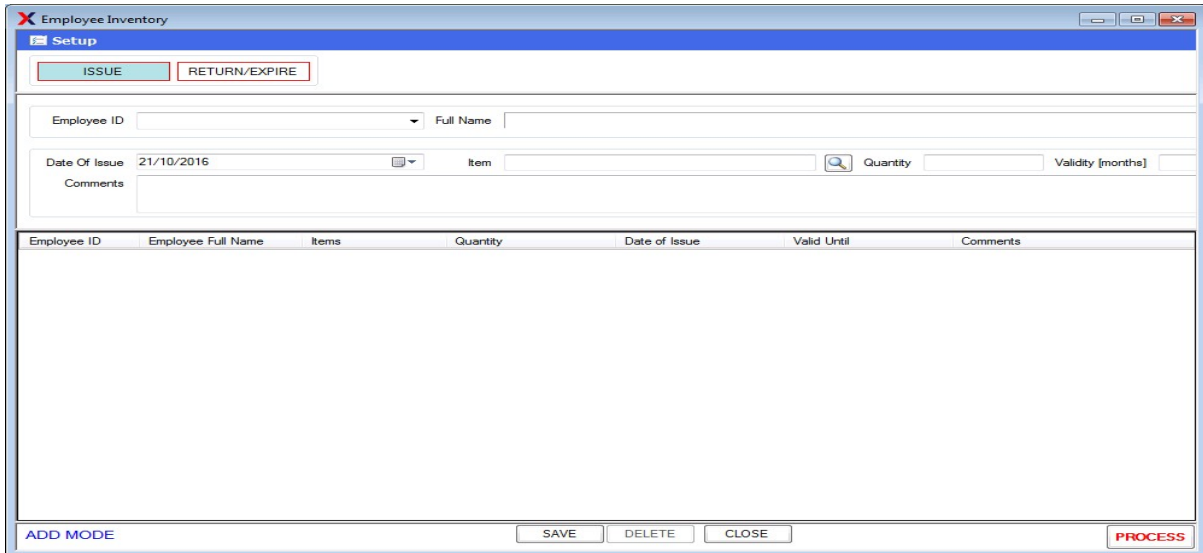 Employee Inventory
Setup
ISSUE RETURN/EXPIRE
Employee ID Full Name
Date Of Issue 21/10/2016 Item Quantity Validity [months]
Comments
Employee ID Employee Full Name Items Quantity Date of Issue Valid Until Comments
ADD MODE SAVE DELETE CLOSE PROCESS